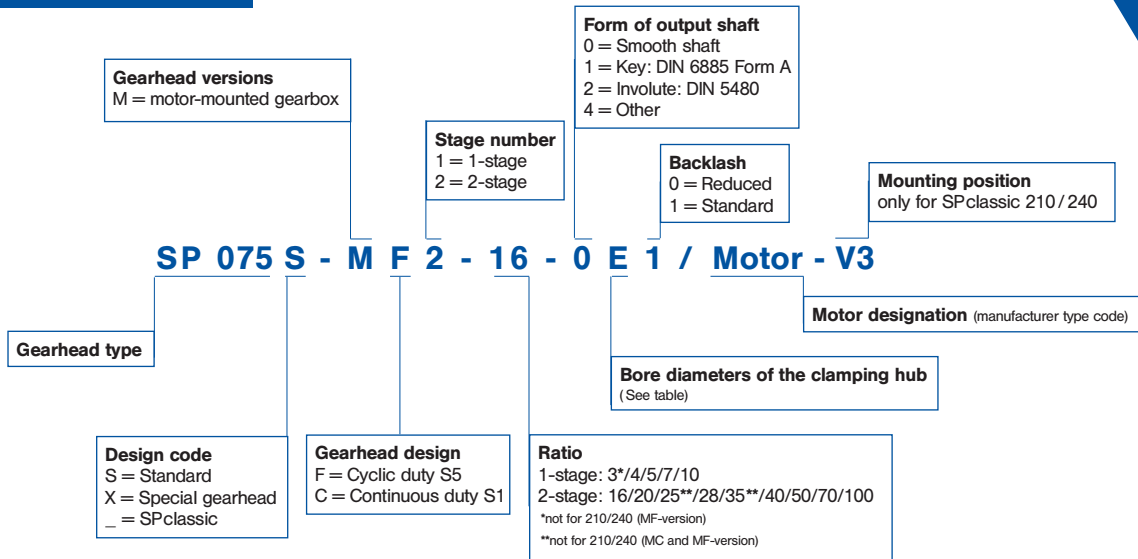 Form of output shaft
0 = Smooth shaft
1 = Key: DIN 6885 Form A
2 = Involute: DIN 5480
4 = Other
Gearhead versions
M = motor-mounted gearbox
Stage number
1 = 1-stage
2 = 2-stage
Backlash
0 = Reduced
1 = Standard
Mounting position
only for SPclassic 210/240
SP 075 S - M F 2 - 16 - 0 E 1 / Motor - V3
Motor designation (manufacturer type code)
Gearhead type
Bore diameters of the clamping hub
(See table)
Design code
S = Standard
X = Special gearhead
_ = SPclassic
Gearhead design
F = Cyclic duty S5
C = Continuous duty S1
Ratio
1-stage: 3*/4/5/7/10
2-stage: 16/20/25**/28/35**/40/50/70/100
*not for 210/240 (MF-version)
**not for 210/240 (MC and MF-version)